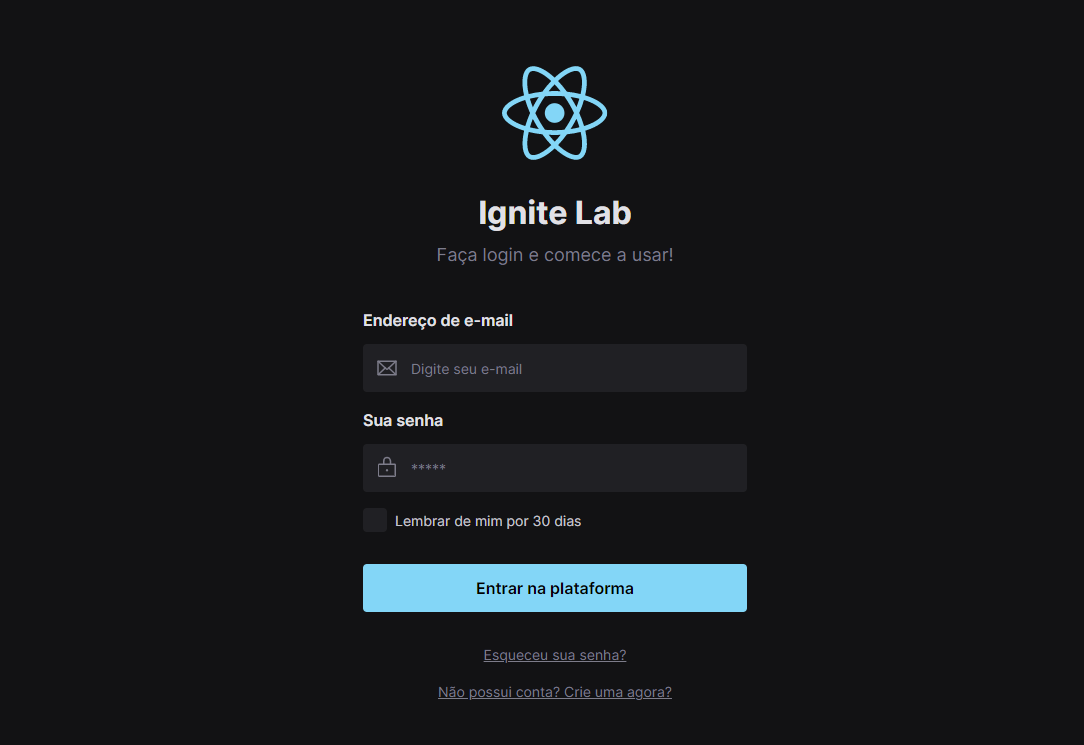 Ignite Lab
Faça login e comece a usar!
Endereço de e-mail
Digite seu e-mail
Sua senha
*****
Lembrar de mim por 30 dias
Entrar na plataforma
Esqueceu sua senha?
Não possui conta? Crie uma agora?